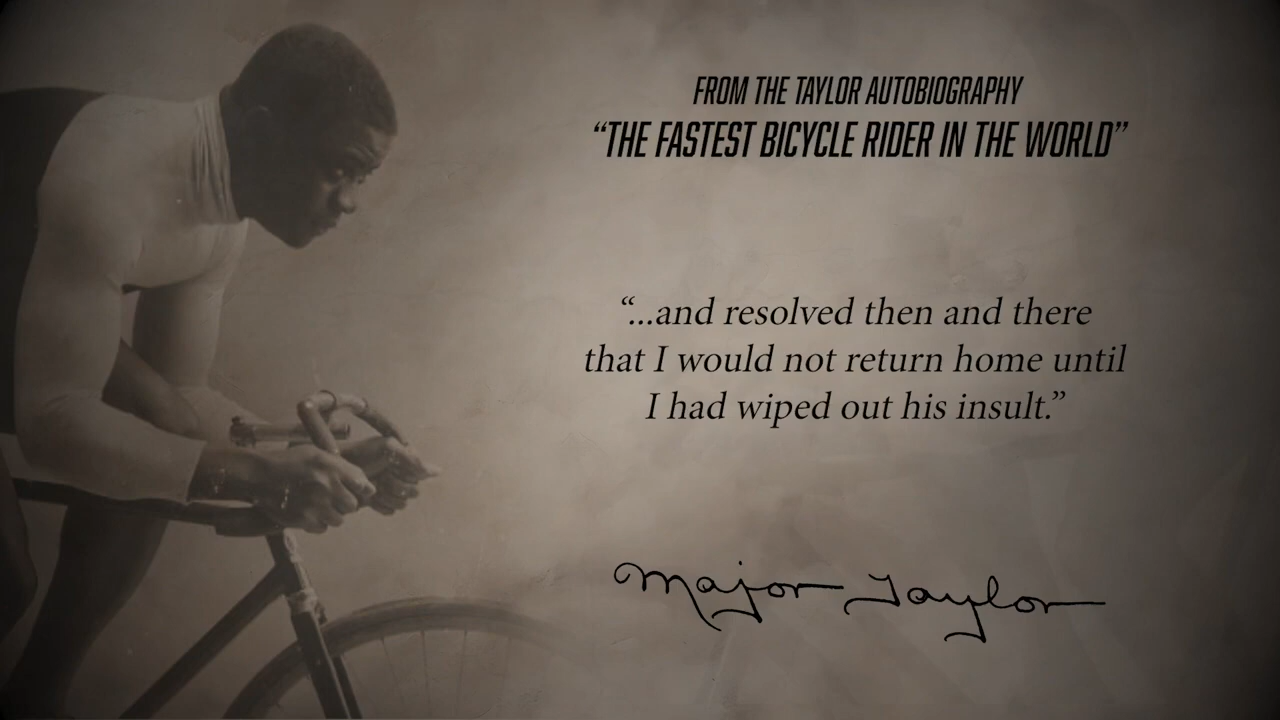 FROM THE TAYLOR AUTOBIOGRAPHY
“THE FASTEST BICYCLE RIDER IN THE WORLD”
“...and resolved then and there
that I would not return home until
I had wiped out his insult.”
Major Taylor